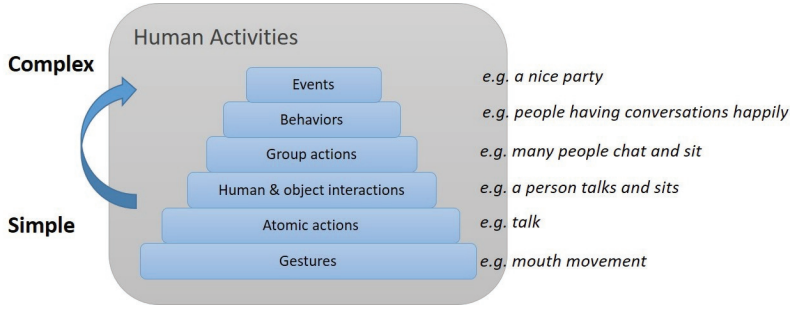 Human Activities
Complex
Events
e.g. a nice party
Behaviors
e.g. people having conversations happily
Group actions
e.g. many people chat and sit
Human & object interactions
e.g. a person talks and sits
Simple
Atomic actions
e.g. talk
Gestures
e.g. mouth movement